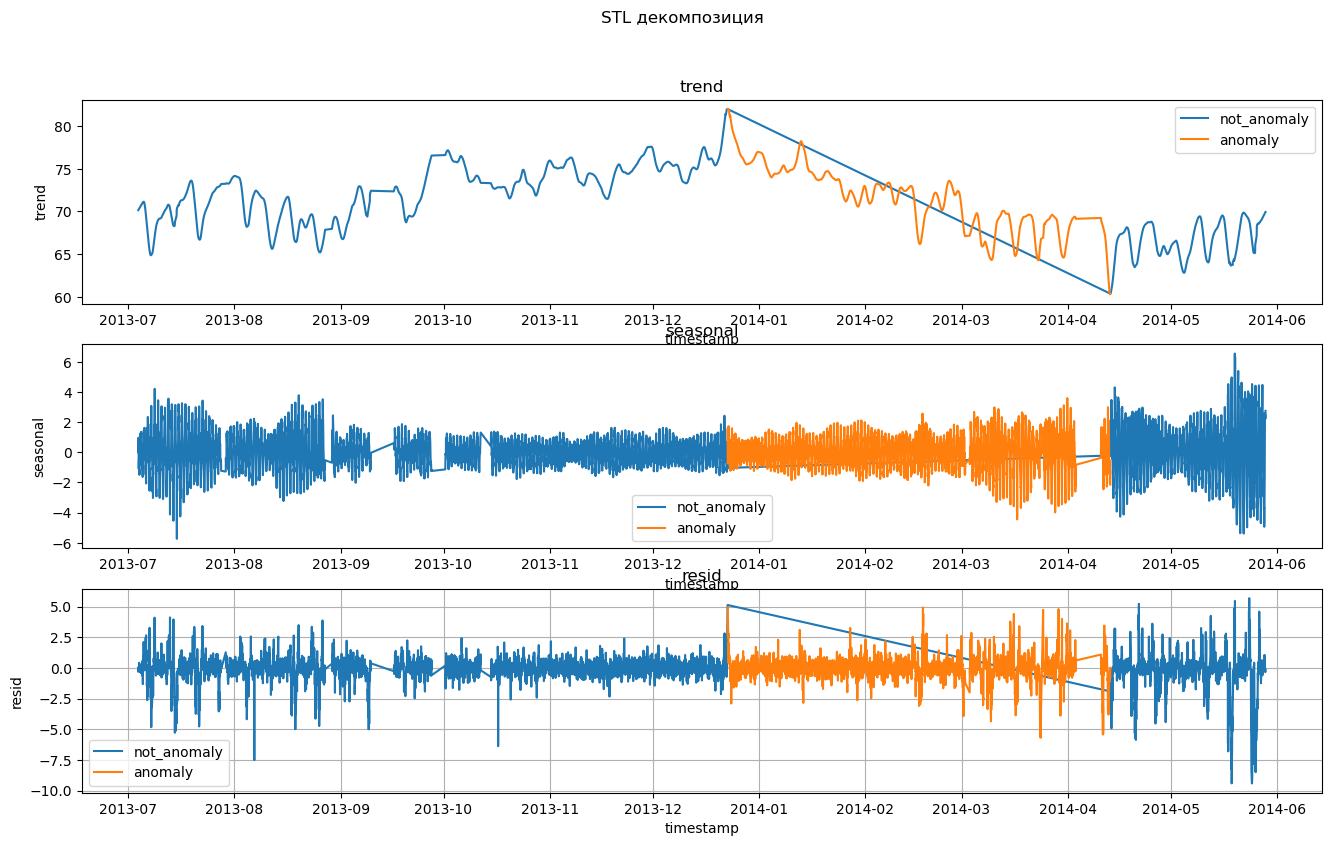 STL декомпозиция
trend
not_anomaly
anomaly
80
75
70
65
60
trend
2013-07 2013-08 2013-09 2013-10 2013-11 2013-12 2014-01 2014-02 2014-03 2014-04 2014-05 2014-06
timestamp
seasonal
6
4
2
0
−2
−4
−6
seasonal
not_anomaly
anomaly
2013-07 2013-08 2013-09 2013-10 2013-11 2013-12 2014-01 2014-02 2014-03 2014-04 2014-05 2014-06
timestamp
resid
5.0
2.5
0.0
−2.5
−5.0
−7.5
−10.0
resid
not_anomaly
anomaly
2013-07 2013-08 2013-09 2013-10 2013-11 2013-12 2014-01 2014-02 2014-03 2014-04 2014-05 2014-06
timestamp